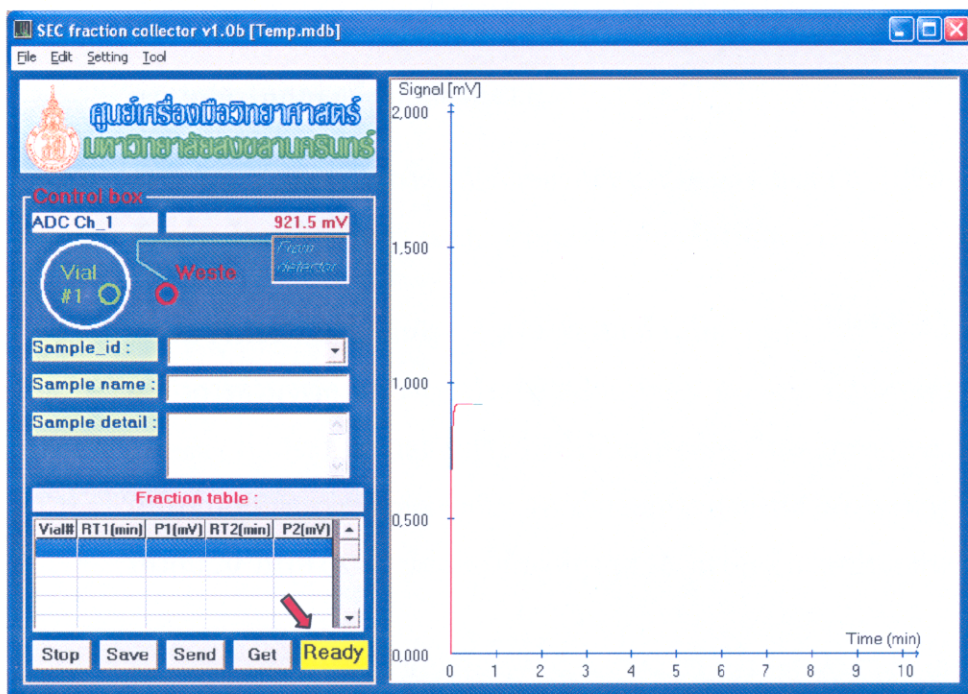 SEC fraction collector v1.0b [Temp.mdb]
File Edit Setting Tool
ศูนย์เครื่องมือวิทยาศาสตร์
มหาวิทยาลัยสงขลานครินทร์
Control box
ADC Ch_1 921.5 mV
From
detector
Vial
#1
Waste
Sample_id :
Sample name :
Sample detail :
Fraction table :
Vial# RT1(min) P1(mV) RT2(min) P2(mV)
Stop Save Send Get Ready
Signal [mV]
2,000
1,500
1,000
0,500
0,000
Time (min)
0 1 2 3 4 5 6 7 8 9 10